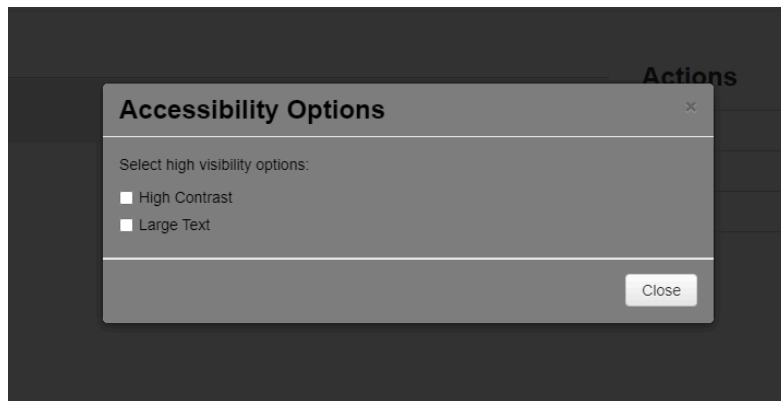 Actions
Accessibility Options ×
Select high visibility options:
High Contrast
Large Text
Close